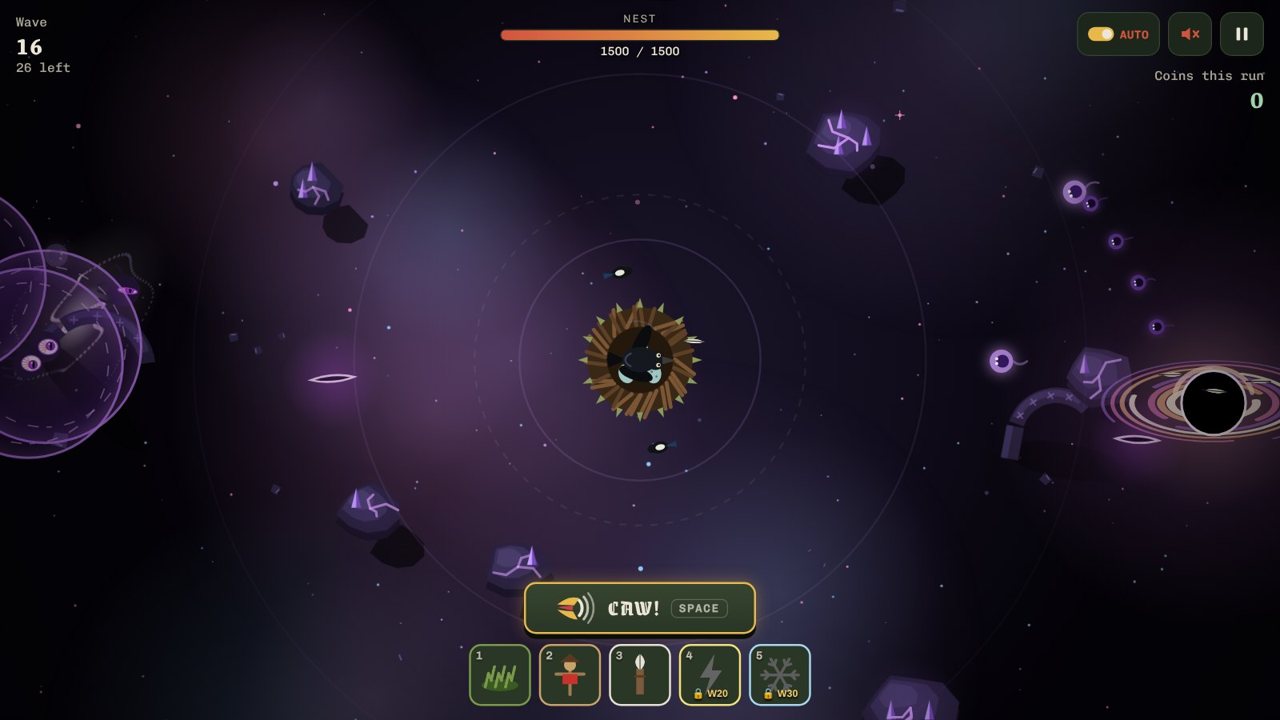 Wave
16
26 left
NEST
1500 / 1500
AUTO
Coins this run
0
CAW! SPACE
1 2 3 4 5
W20 W30